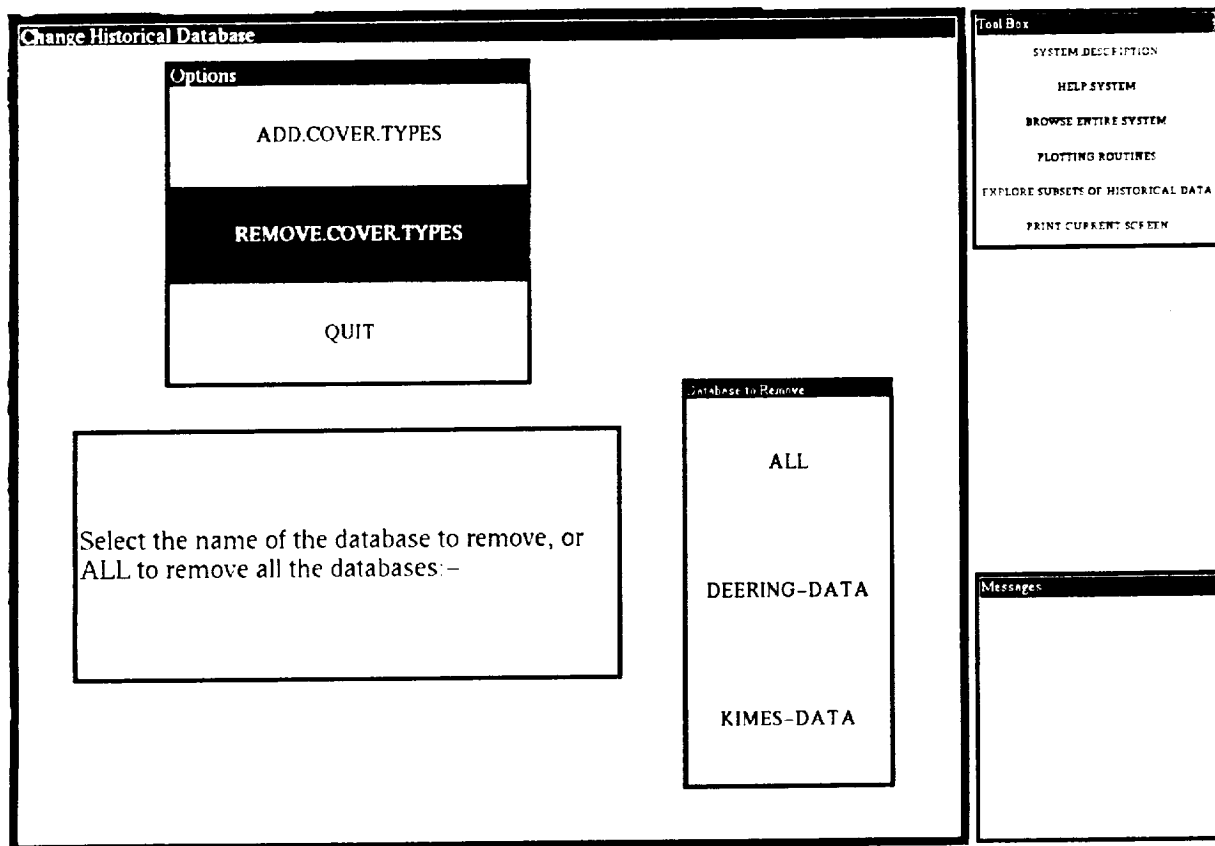 Change Historical Database
Options
ADD.COVER.TYPES
REMOVE.COVER.TYPES
QUIT
Select the name of the database to remove, or
ALL to remove all the databases:–
Database to Remove
ALL
DEERING–DATA
KIMES–DATA
Tool Box
SYSTEM DESCRIPTION
HELP SYSTEM
BROWSE ENTIRE SYSTEM
PLOTTING ROUTINES
EXPLORE SUBSETS OF HISTORICAL DATA
PRINT CURRENT SCREEN
Messages